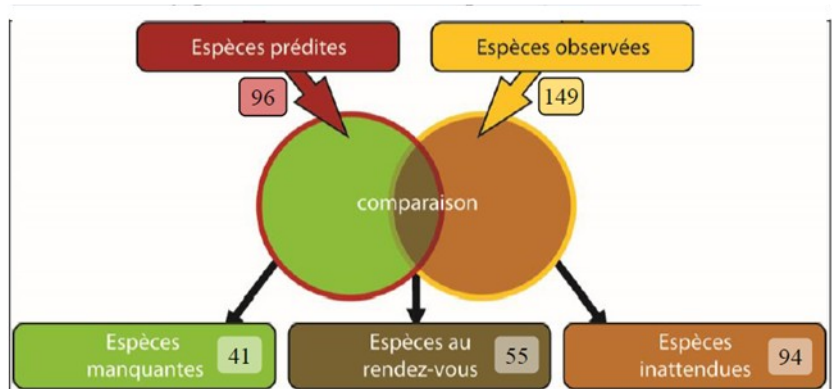 Espèces prédites
Espèces observées
96
149
comparaison
Espèces
manquantes
41
Espèces au
rendez-vous
55
Espèces
inattendues
94